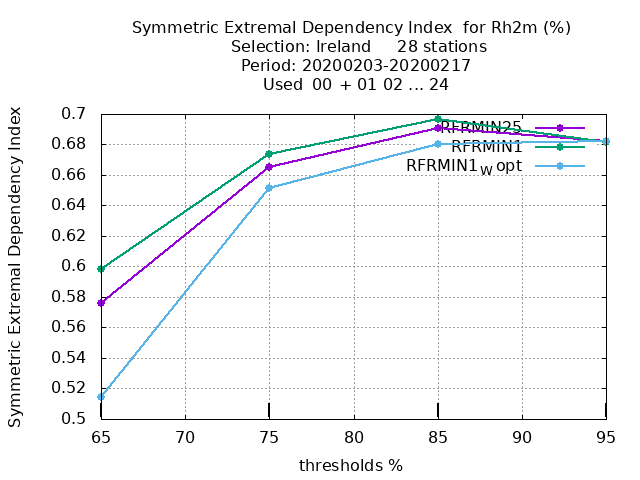 Symmetric Extremal Dependency Index for Rh2m (%)
Selection: Ireland 28 stations
Period: 20200203-20200217
Used 00 + 01 02 ... 24
Symmetric Extremal Dependency Index
0.7
0.68
0.66
0.64
0.62
0.6
0.58
0.56
0.54
0.52
0.5
RFRMIN25
RFRMIN1
RFRMIN1W opt
65 70 75 80 85 90 95
thresholds %